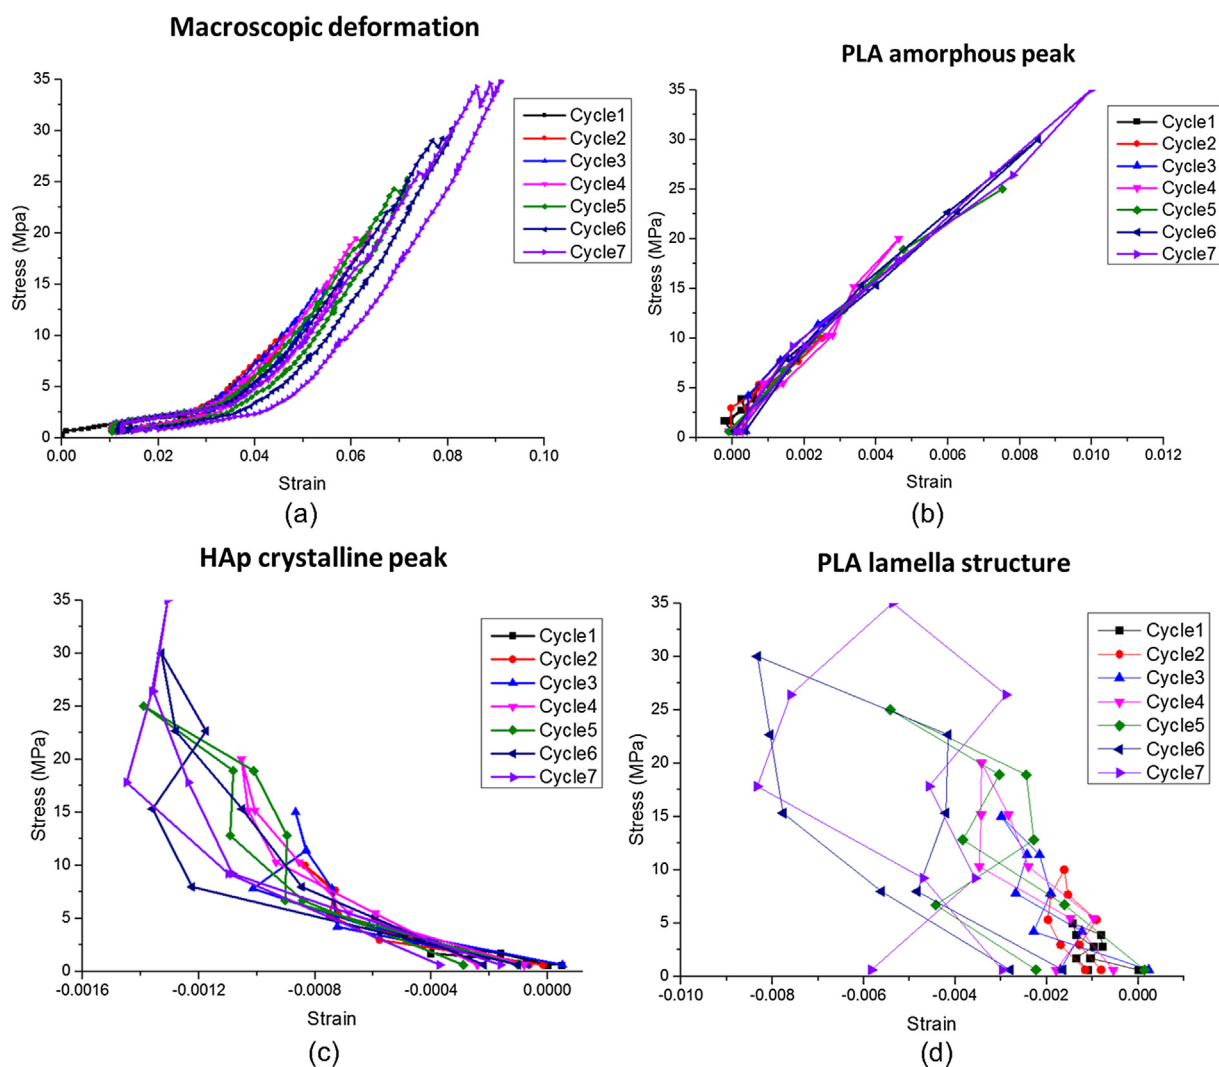 Macroscopic deformation
35
30
25
20
15
10
5
0
Stress (Mpa)
0.00 0.02 0.04 0.06 0.08 0.10
Strain
Cycle1
Cycle2
Cycle3
Cycle4
Cycle5
Cycle6
Cycle7
(a)
PLA amorphous peak
35
30
25
20
15
10
5
0
Stress (MPa)
0.000 0.002 0.004 0.006 0.008 0.010 0.012
Strain
Cycle1
Cycle2
Cycle3
Cycle4
Cycle5
Cycle6
Cycle7
(b)
HAp crystalline peak
35
30
25
20
15
10
5
0
Stress (MPa)
-0.0016 -0.0012 -0.0008 -0.0004 0.0000
Strain
Cycle1
Cycle2
Cycle3
Cycle4
Cycle5
Cycle6
Cycle7
(c)
PLA lamella structure
35
30
25
20
15
10
5
0
Stress (MPa)
-0.010 -0.008 -0.006 -0.004 -0.002 0.000
Strain
Cycle1
Cycle2
Cycle3
Cycle4
Cycle5
Cycle6
Cycle7
(d)